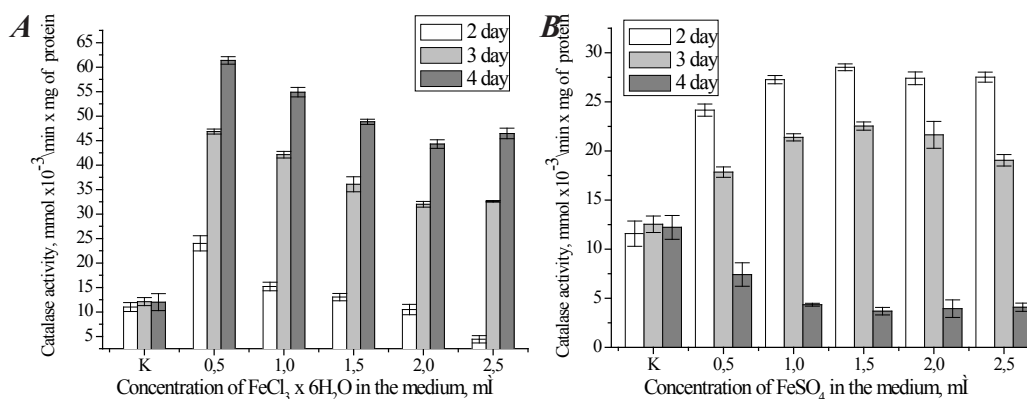 A
2 day
3 day
4 day
65
60
55
50
45
40
35
30
25
20
15
10
5
Catalase activity, mmol x10⁻³\min x mg of protein
K 0,5 1,0 1,5 2,0 2,5
Concentration of FeCl₃ x 6H₂O in the medium, mÌ
B
2 day
3 day
4 day
30
25
20
15
10
5
0
Catalase activity, mmol x10⁻³\min x mg of protein
K 0,5 1,0 1,5 2,0 2,5
Concentration of FeSO₄ in the medium, mÌ